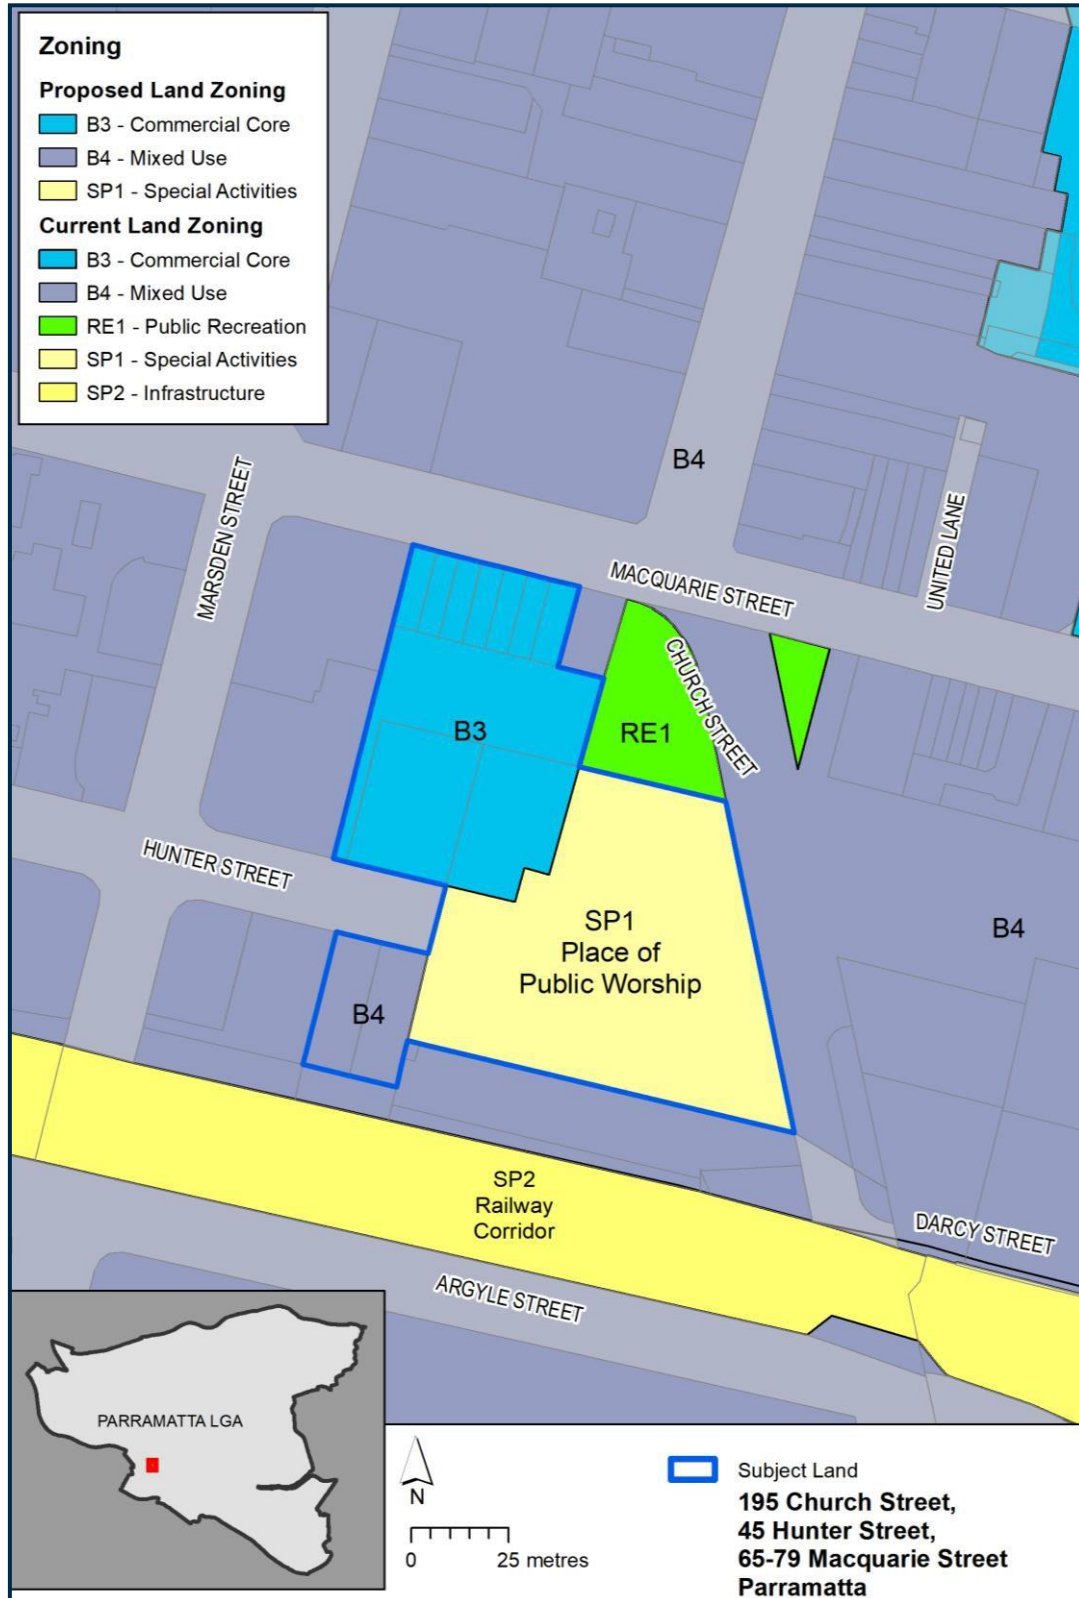 Zoning
Proposed Land Zoning
B3 - Commercial Core
B4 - Mixed Use
SP1 - Special Activities
Current Land Zoning
B3 - Commercial Core
B4 - Mixed Use
RE1 - Public Recreation
SP1 - Special Activities
SP2 - Infrastructure
B4
MARSDEN STREET
UNITED LANE
MACQUARIE STREET
CHURCH STREET
B3
RE1
HUNTER STREET
SP1
Place of
Public Worship
B4
B4
SP2
Railway
Corridor
DARCY STREET
ARGYLE STREET
PARRAMATTA LGA
N
0 25 metres
Subject Land
195 Church Street,
45 Hunter Street,
65-79 Macquarie Street
Parramatta